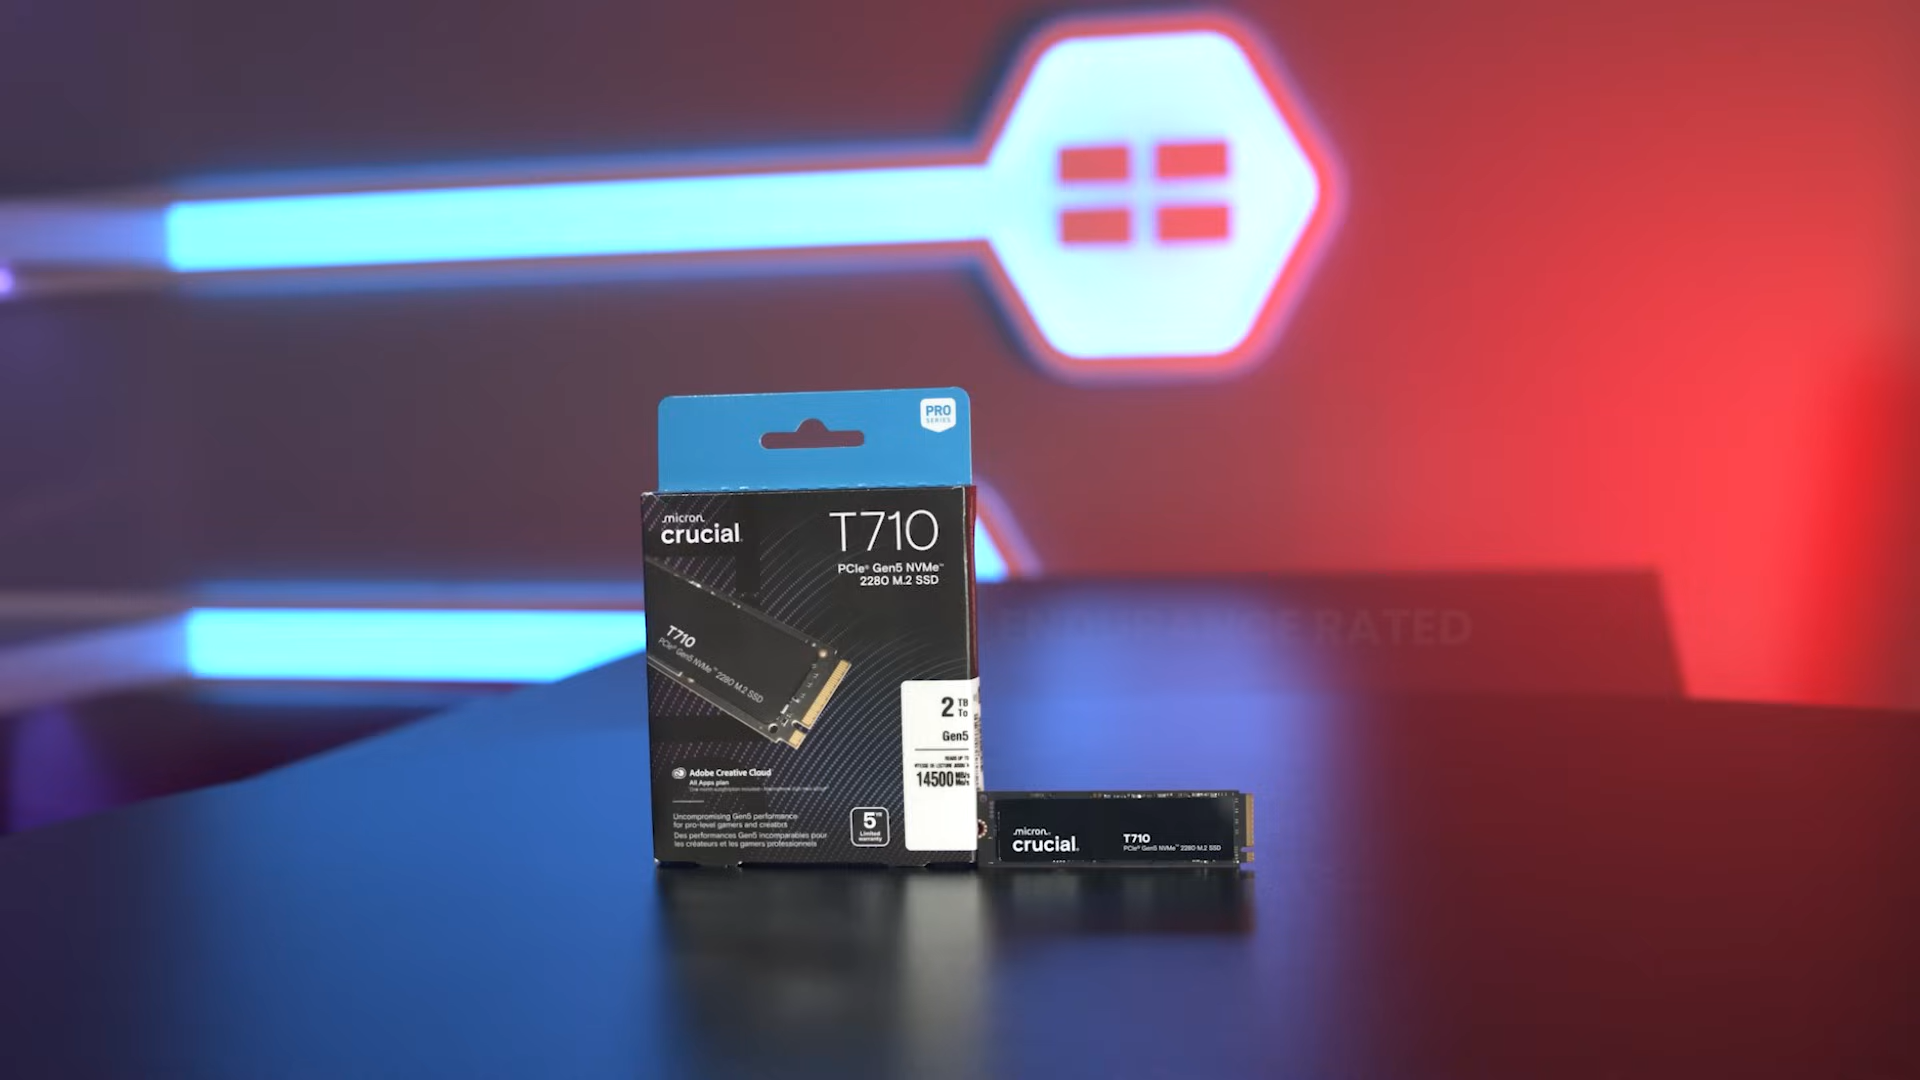 PRO
SERIES
micron
crucial
T710
PCIe® Gen5 NVMe™
2280 M.2 SSD
T710
PCIe® Gen5 NVMe™ 2280 M.2 SSD
2 TB
To
Gen5
14500 MB/s
Mo/s
Adobe Creative Cloud
All Apps plan
Uncompromising Gen5 performance
for pro-level gamers and creators
Des performances Gen5 incomparables pour
les créateurs et les gamers professionnels
5
Limited
warranty
ENDURANCE RATED
micron
crucial
T710
PCIe® Gen5 NVMe™ 2280 M.2 SSD